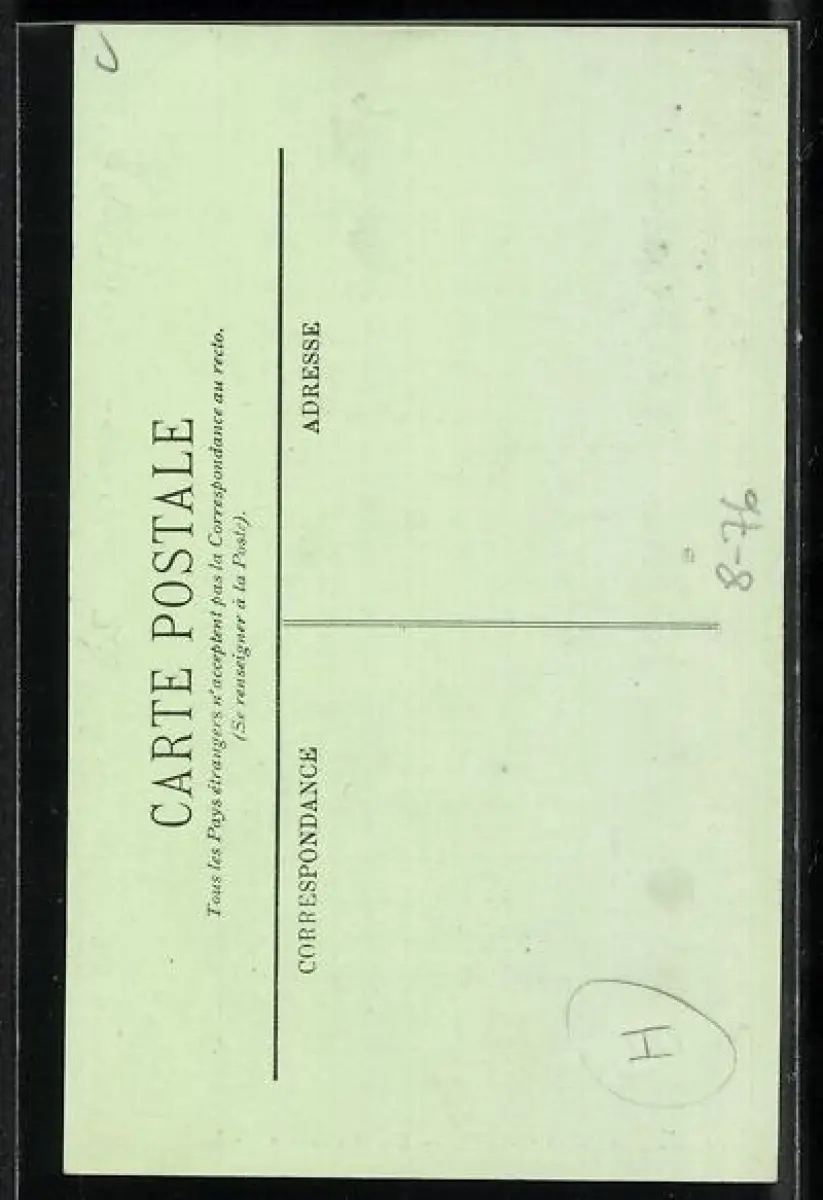 CARTE POSTALE
Tous les Pays étrangers n'acceptent pas la Correspondance au recto.
(Se renseigner à la Poste).
CORRESPONDANCE
ADRESSE
H
8-76